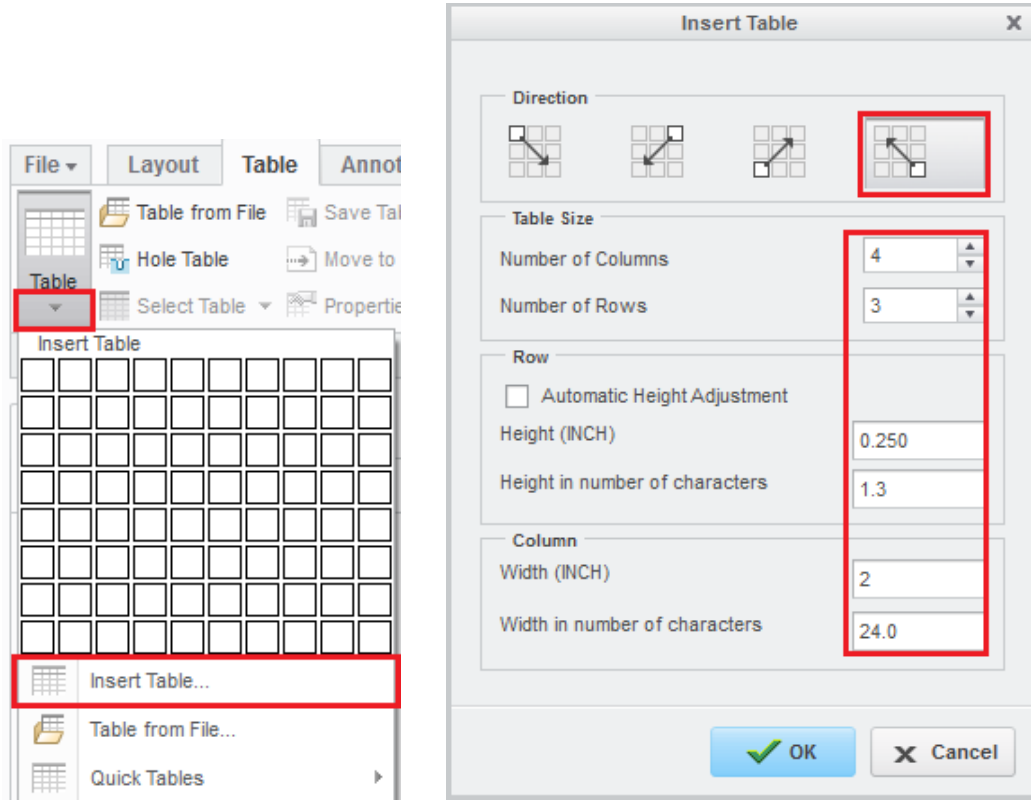 File Layout Table Annot
Table from File Save Tal
Hole Table Move to
Table
Select Table Propertie
Insert Table
Insert Table...
Table from File...
Quick Tables
Insert Table
Direction
Table Size
Number of Columns 4
Number of Rows 3
Row
Automatic Height Adjustment
Height (INCH) 0.250
Height in number of characters 1.3
Column
Width (INCH) 2
Width in number of characters 24.0
OK Cancel